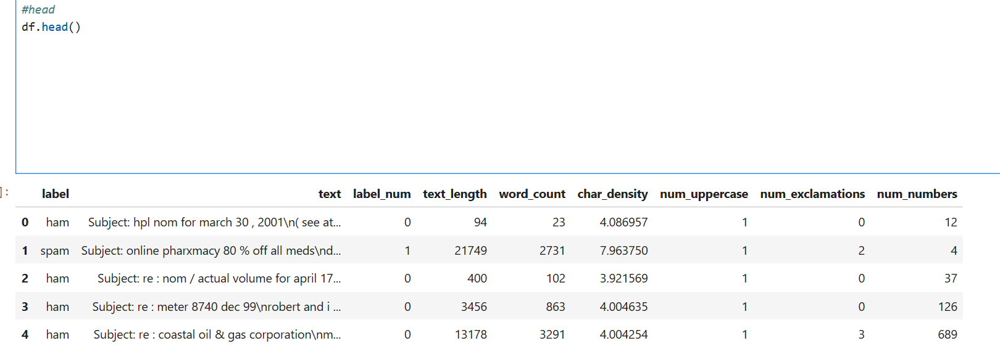 #head
df.head()
]:
label text label_num text_length word_count char_density num_uppercase num_exclamations num_numbers
0 ham Subject: hpl nom for march 30 , 2001\n( see at... 0 94 23 4.086957 1 0 12
1 spam Subject: online pharxmacy 80 % off all meds\nd... 1 21749 2731 7.963750 1 2 4
2 ham Subject: re : nom / actual volume for april 17... 0 400 102 3.921569 1 0 37
3 ham Subject: re : meter 8740 dec 99\nrobert and i ... 0 3456 863 4.004635 1 0 126
4 ham Subject: re : coastal oil & gas corporation\nm... 0 13178 3291 4.004254 1 3 689